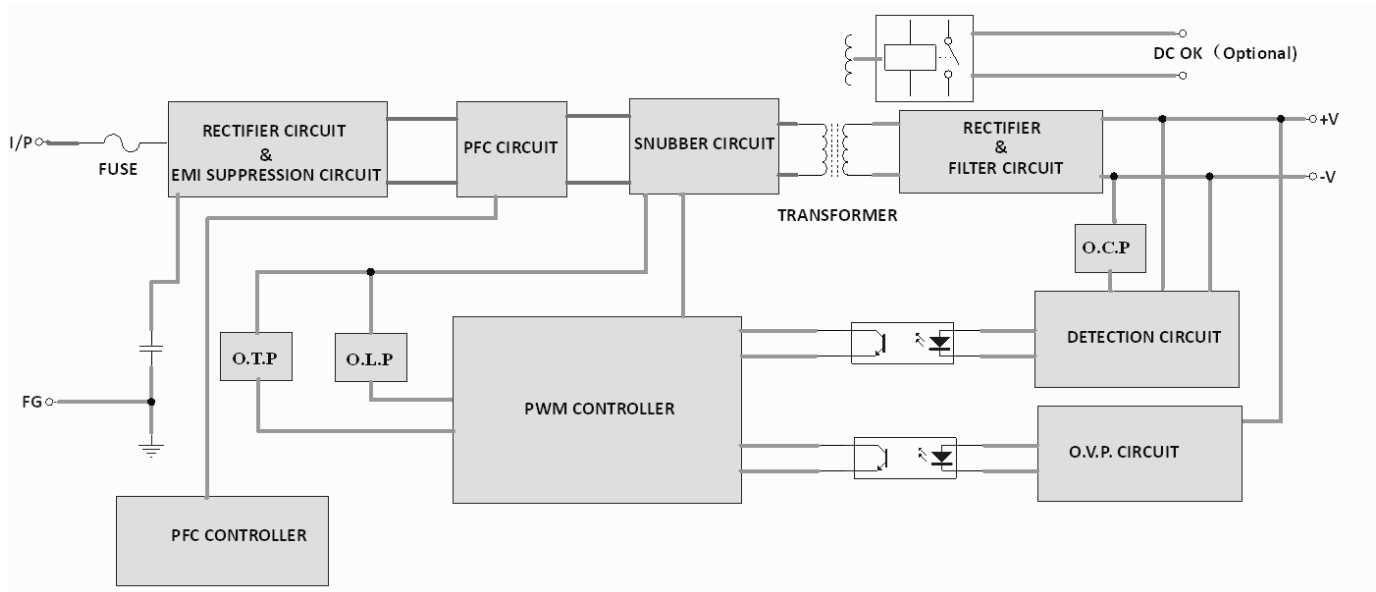 DC OK（Optional)
I/P
FUSE
RECTIFIER CIRCUIT
&
EMI SUPPRESSION CIRCUIT
PFC CIRCUIT
SNUBBER CIRCUIT
TRANSFORMER
RECTIFIER
&
FILTER CIRCUIT
+V
-V
O.C.P
DETECTION CIRCUIT
O.T.P
O.L.P
PWM CONTROLLER
FG
O.V.P. CIRCUIT
PFC CONTROLLER